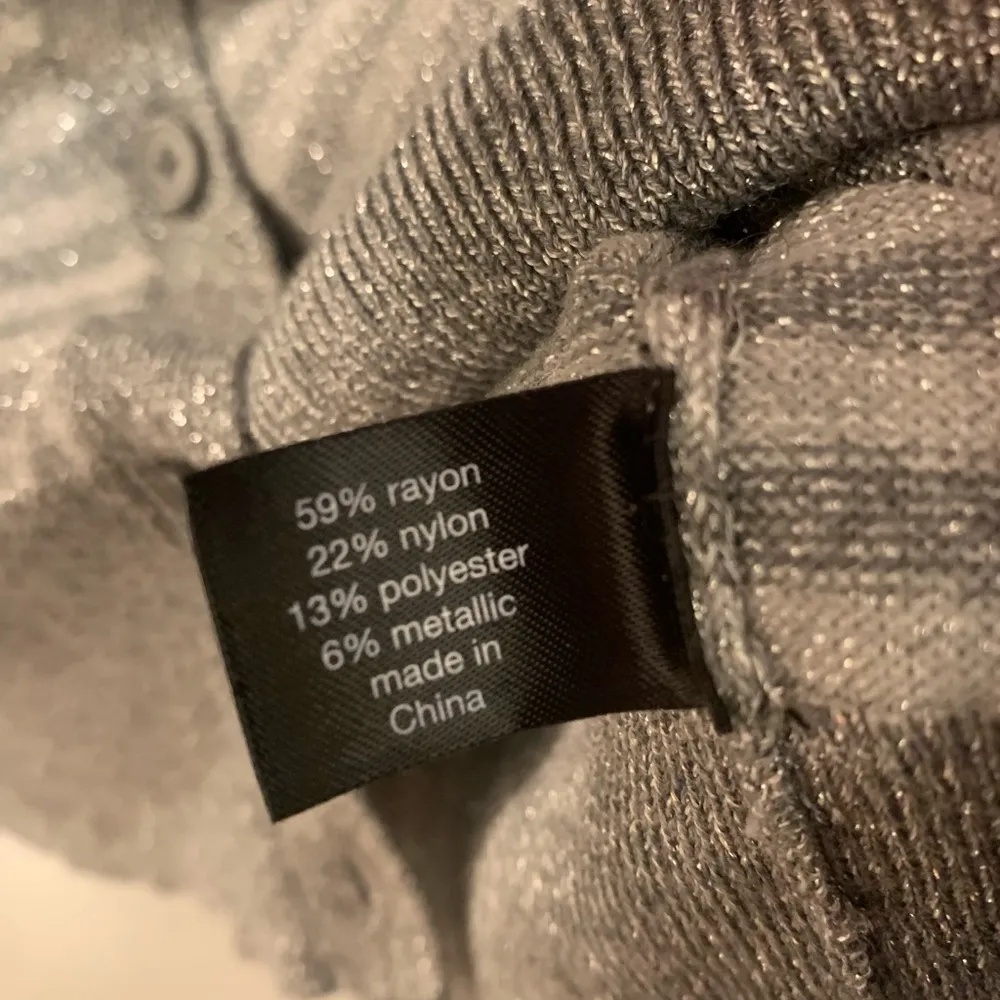 59% rayon
22% nylon
13% polyester
6% metallic
made in
China